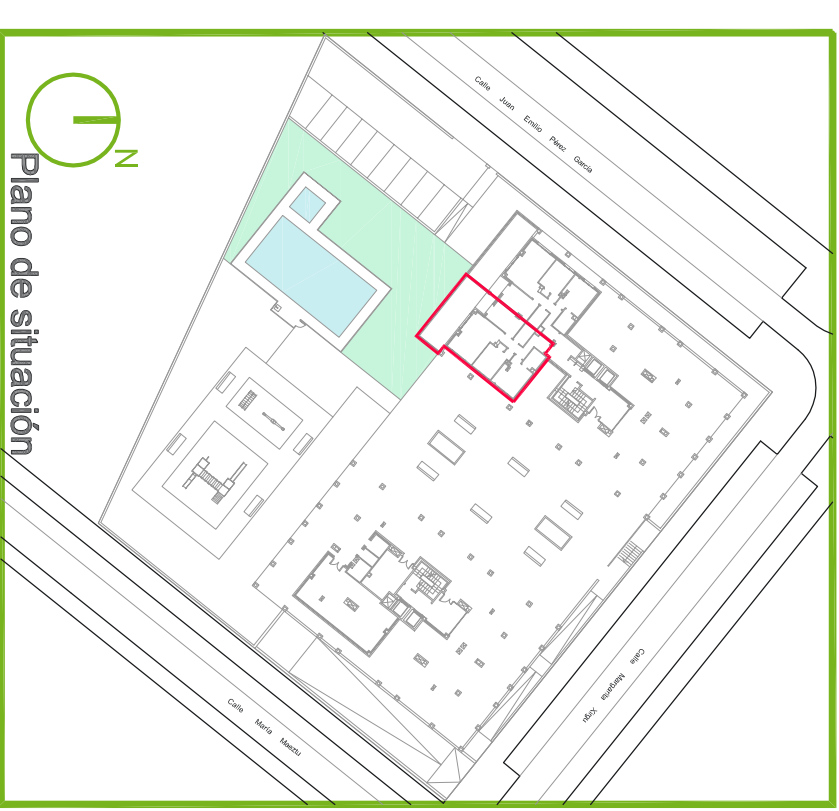 N
Plano de situación
Calle Juan Emilio Pérez García
Calle Margarita Xirgu
Calle María Maeztu